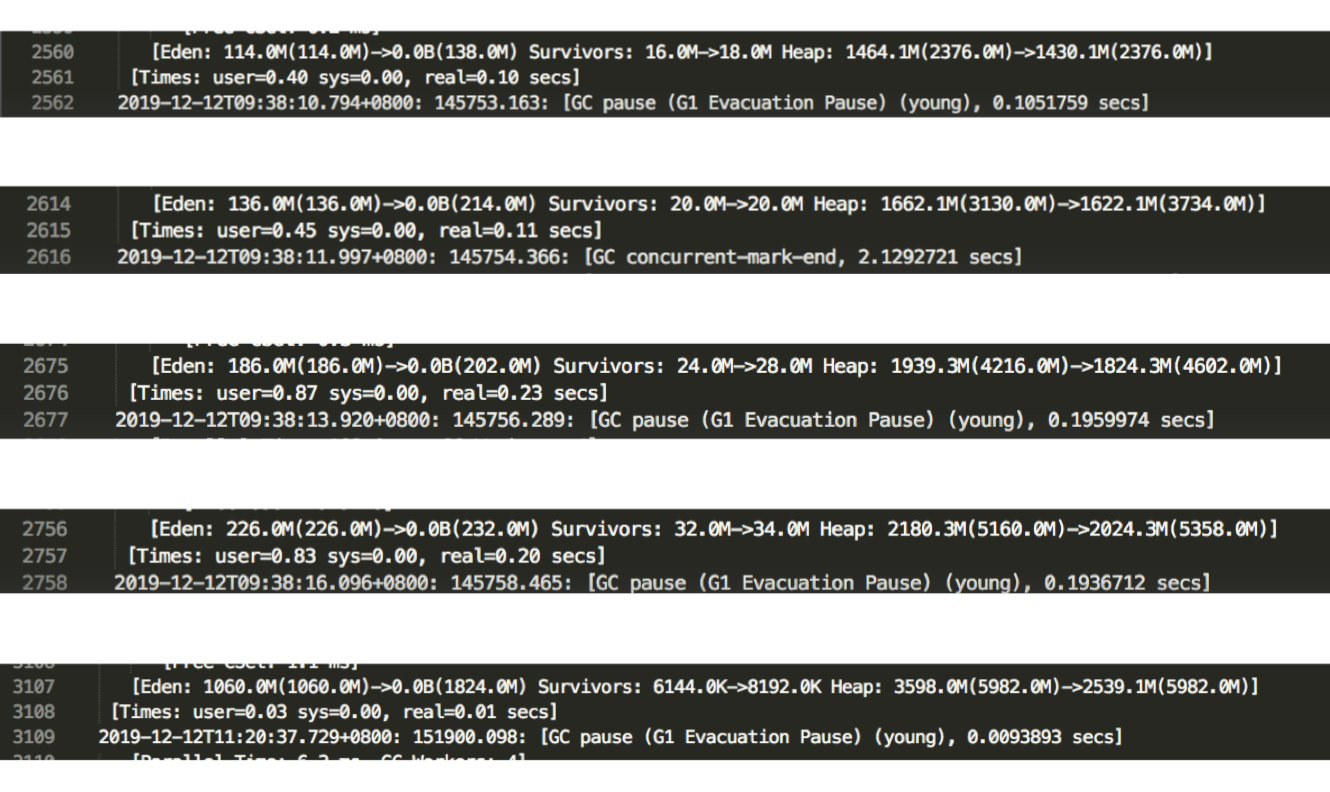 2560 [Eden: 114.0M(114.0M)->0.0B(138.0M) Survivors: 16.0M->18.0M Heap: 1464.1M(2376.0M)->1430.1M(2376.0M)]
2561 [Times: user=0.40 sys=0.00, real=0.10 secs]
2562 2019-12-12T09:38:10.794+0800: 145753.163: [GC pause (G1 Evacuation Pause) (young), 0.1051759 secs]
2614 [Eden: 136.0M(136.0M)->0.0B(214.0M) Survivors: 20.0M->20.0M Heap: 1662.1M(3130.0M)->1622.1M(3734.0M)]
2615 [Times: user=0.45 sys=0.00, real=0.11 secs]
2616 2019-12-12T09:38:11.997+0800: 145754.366: [GC concurrent-mark-end, 2.1292721 secs]
2675 [Eden: 186.0M(186.0M)->0.0B(202.0M) Survivors: 24.0M->28.0M Heap: 1939.3M(4216.0M)->1824.3M(4602.0M)]
2676 [Times: user=0.87 sys=0.00, real=0.23 secs]
2677 2019-12-12T09:38:13.920+0800: 145756.289: [GC pause (G1 Evacuation Pause) (young), 0.1959974 secs]
2756 [Eden: 226.0M(226.0M)->0.0B(232.0M) Survivors: 32.0M->34.0M Heap: 2180.3M(5160.0M)->2024.3M(5358.0M)]
2757 [Times: user=0.83 sys=0.00, real=0.20 secs]
2758 2019-12-12T09:38:16.096+0800: 145758.465: [GC pause (G1 Evacuation Pause) (young), 0.1936712 secs]
3107 [Eden: 1060.0M(1060.0M)->0.0B(1824.0M) Survivors: 6144.0K->8192.0K Heap: 3598.0M(5982.0M)->2539.1M(5982.0M)]
3108 [Times: user=0.03 sys=0.00, real=0.01 secs]
3109 2019-12-12T11:20:37.729+0800: 151900.098: [GC pause (G1 Evacuation Pause) (young), 0.0093893 secs]